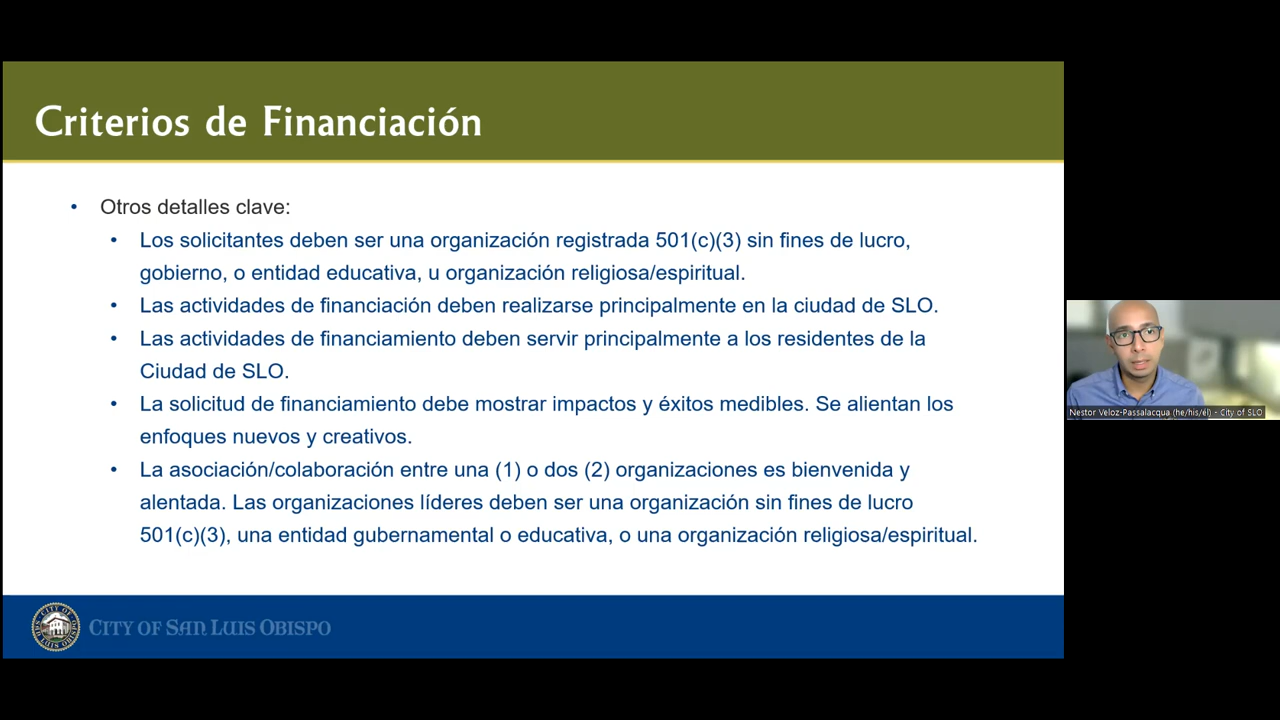 Criterios de Financiación
• Otros detalles clave:
• Los solicitantes deben ser una organización registrada 501(c)(3) sin fines de lucro,
gobierno, o entidad educativa, u organización religiosa/espiritual.
• Las actividades de financiación deben realizarse principalmente en la ciudad de SLO.
• Las actividades de financiamiento deben servir principalmente a los residentes de la
Ciudad de SLO.
• La solicitud de financiamiento debe mostrar impactos y éxitos medibles. Se alientan los
enfoques nuevos y creativos.
• La asociación/colaboración entre una (1) o dos (2) organizaciones es bienvenida y
alentada. Las organizaciones líderes deben ser una organización sin fines de lucro
501(c)(3), una entidad gubernamental o educativa, o una organización religiosa/espiritual.
Nestor Veloz-Passalacqua (he/his/él) - City of SLO
CITY OF SAN LUIS OBISPO